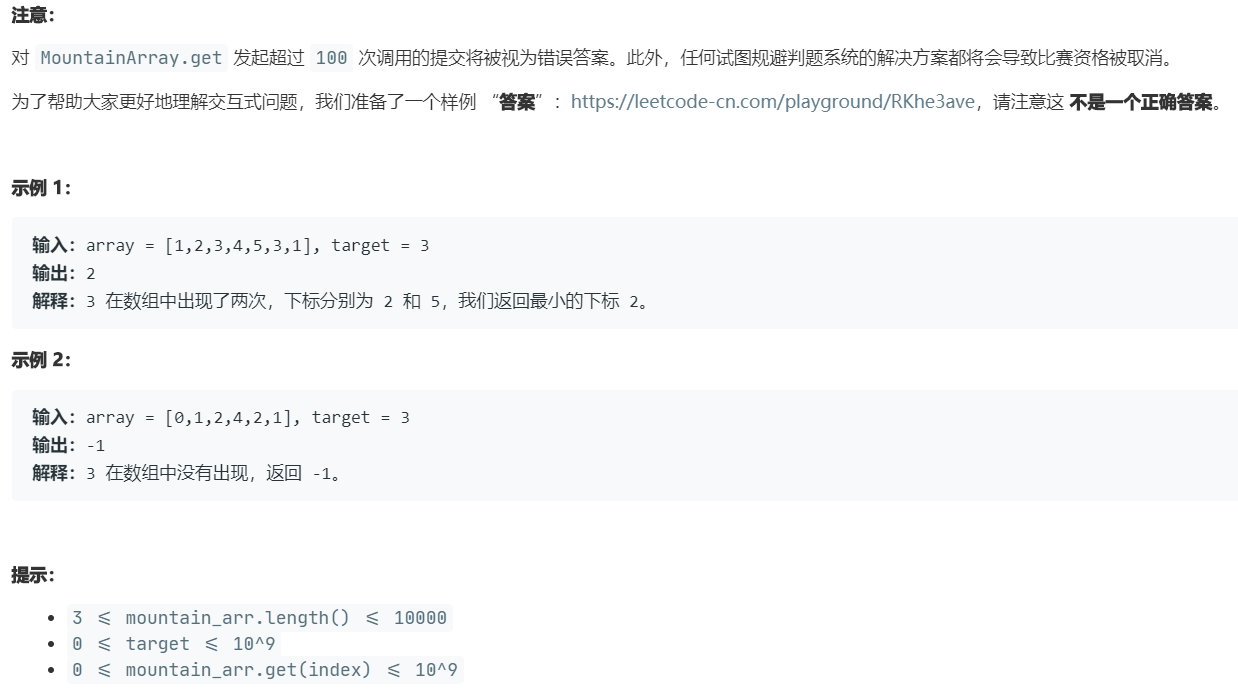 注意：
对 MountainArray.get 发起超过 100 次调用的提交将被视为错误答案。此外，任何试图规避判题系统的解决方案都将会导致比赛资格被取消。
为了帮助大家更好地理解交互式问题，我们准备了一个样例 “答案”：https://leetcode-cn.com/playground/RKhe3ave，请注意这 不是一个正确答案。
示例 1：
输入：array = [1,2,3,4,5,3,1], target = 3
输出：2
解释：3 在数组中出现了两次，下标分别为 2 和 5，我们返回最小的下标 2。
示例 2：
输入：array = [0,1,2,4,2,1], target = 3
输出：-1
解释：3 在数组中没有出现，返回 -1。
提示：
• 3 <= mountain_arr.length() <= 10000
• 0 <= target <= 10^9
• 0 <= mountain_arr.get(index) <= 10^9